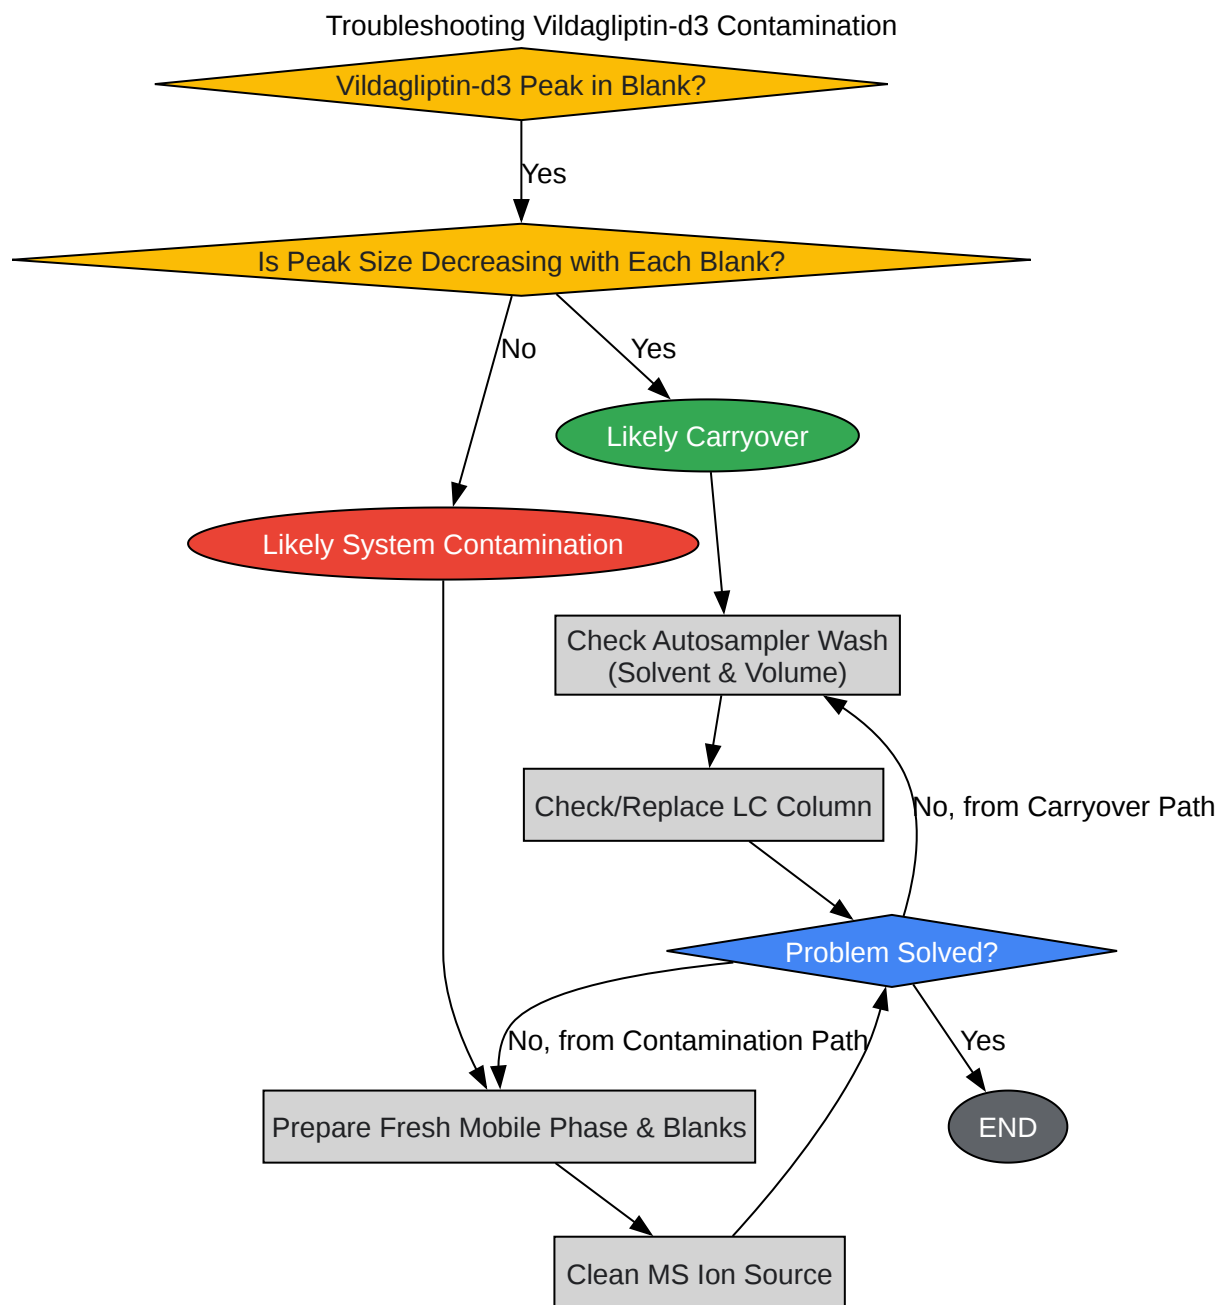 Troubleshooting Vildagliptin-d3 Contamination
Vildagliptin-d3 Peak in Blank?
Yes
Is Peak Size Decreasing with Each Blank?
No
Yes
Likely Carryover
Likely System Contamination
Check Autosampler Wash
(Solvent & Volume)
Check/Replace LC Column
No, from Carryover Path
Problem Solved?
No, from Contamination Path
Yes
Prepare Fresh Mobile Phase & Blanks
END
Clean MS Ion Source